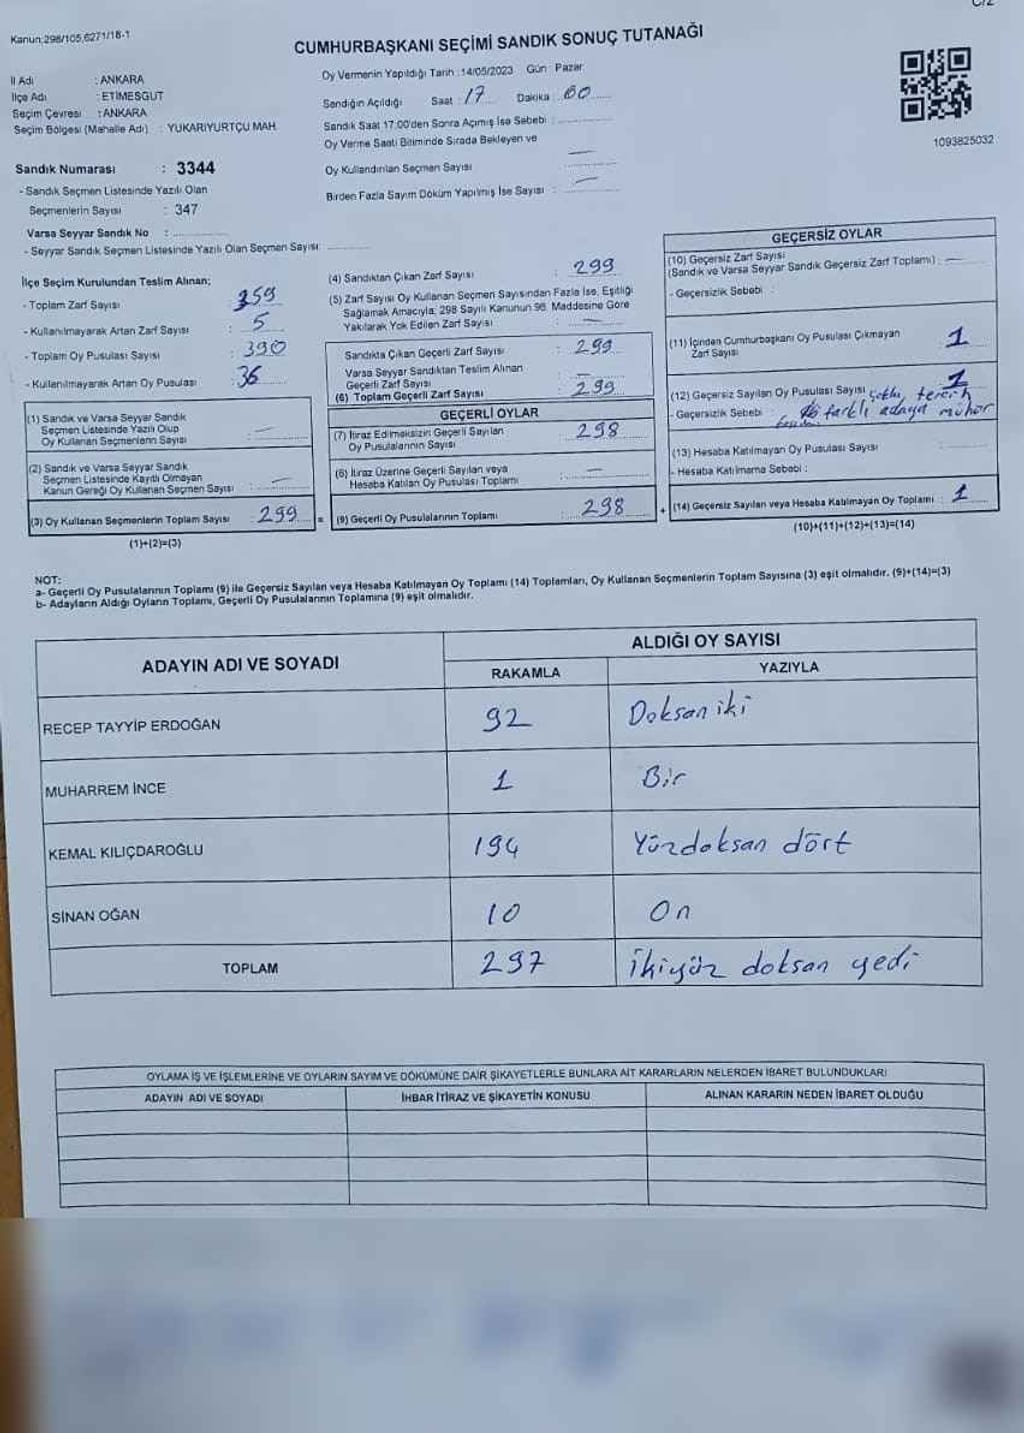 Kanun;298/105,6271/18-1
CUMHURBAŞKANI SEÇİMİ SANDIK SONUÇ TUTANAĞI
İl Adı : ANKARA
İlçe Adı : ETİMESGUT
Seçim Çevresi : ANKARA
Seçim Bölgesi (Mahalle Adı) : YUKARIYURTÇU MAH.
Oy Vermenin Yapıldığı Tarih :14/05/2023 Gün : Pazar
Sandığın Açıldığı Saat : 17 Dakika : 00
Sandık Saat 17:00'den Sonra Açılmış İse Sebebi :
Oy Verme Saati Bitiminde Sırada Bekleyen ve
Oy Kullandırılan Seçmen Sayısı —
Birden Fazla Sayım Döküm Yapılmış İse Sayısı : —
1093825032
Sandık Numarası : 3344
- Sandık Seçmen Listesinde Yazılı Olan
Seçmenlerin Sayısı : 347
Varsa Seyyar Sandık No :
- Seyyar Sandık Seçmen Listesinde Yazılı Olan Seçmen Sayısı:
İlçe Seçim Kurulundan Teslim Alınan;
- Toplam Zarf Sayısı 359
- Kullanılmayarak Artan Zarf Sayısı : 5
- Toplam Oy Pusulası Sayısı : 390
- Kullanılmayarak Artan Oy Pusulası : 36
(1) Sandık ve Varsa Seyyar Sandık
Seçmen Listesinde Yazılı Olup
Oy Kullanan Seçmenlerin Sayısı : —
(2) Sandık ve Varsa Seyyar Sandık
Seçmen Listesinde Kayıtlı Olmayan
Kanun Gereği Oy Kullanan Seçmen Sayısı : —
(3) Oy Kullanan Seçmenlerin Toplam Sayısı : 299 =
(1)+(2)=(3)
(4) Sandıktan Çıkan Zarf Sayısı : 299
(5) Zarf Sayısı Oy Kullanan Seçmen Sayısından Fazla İse, Eşitliği
Sağlamak Amacıyla; 298 Sayılı Kanunun 98. Maddesine Göre
Yakılarak Yok Edilen Zarf Sayısı : —
Sandıkta Çıkan Geçerli Zarf Sayısı : 299
Varsa Seyyar Sandıktan Teslim Alınan
Geçerli Zarf Sayısı : —
(6) Toplam Geçerli Zarf Sayısı : 299
GEÇERLİ OYLAR
(7) İtiraz Edilmeksizin Geçerli Sayılan
Oy Pusulalarının Sayısı : 298
(8) İtiraz Üzerine Geçerli Sayılan veya
Hesaba Katılan Oy Pusulası Toplamı : —
(9) Geçerli Oy Pusulalarının Toplamı : 298 +
GEÇERSİZ OYLAR
(10) Geçersiz Zarf Sayısı
(Sandık ve Varsa Seyyar Sandık Geçersiz Zarf Toplamı) : —
- Geçersizlik Sebebi :
(11) İçinden Cumhurbaşkanı Oy Pusulası Çıkmayan
Zarf Sayısı 1
(12) Geçersiz Sayılan Oy Pusulası Sayısı : 1
- Geçersizlik Sebebi : Çoklu tercih
farklı adaya mühür
(13) Hesaba Katılmayan Oy Pusulası Sayısı :
- Hesaba Katılmama Sebebi :
(14) Geçersiz Sayılan veya Hesaba Katılmayan Oy Toplamı : 1
(10)+(11)+(12)+(13)=(14)
NOT:
a- Geçerli Oy Pusulalarının Toplamı (9) ile Geçersiz Sayılan veya Hesaba Katılmayan Oy Toplamı (14) Toplamları, Oy Kullanan Seçmenlerin Toplam Sayısına (3) eşit olmalıdır. (9)+(14)=(3)
b- Adayların Aldığı Oyların Toplamı, Geçerli Oy Pusulalarının Toplamına (9) eşit olmalıdır.
ADAYIN ADI VE SOYADI ALDIĞI OY SAYISI
RAKAMLA YAZIYLA
RECEP TAYYİP ERDOĞAN 92 Doksan iki
MUHARREM İNCE 1 Bir
KEMAL KILIÇDAROĞLU 194 Yüzdoksan dört
SİNAN OĞAN 10 On
TOPLAM 297 İkiyüz doksan yedi
OYLAMA İŞ VE İŞLEMLERİNE VE OYLARIN SAYIM VE DÖKÜMÜNE DAİR ŞİKAYETLERLE BUNLARA AİT KARARLARIN NELERDEN İBARET BULUNDUKLARI
ADAYIN ADI VE SOYADI İHBAR İTİRAZ VE ŞİKAYETİN KONUSU ALINAN KARARIN NEDEN İBARET OLDUĞU